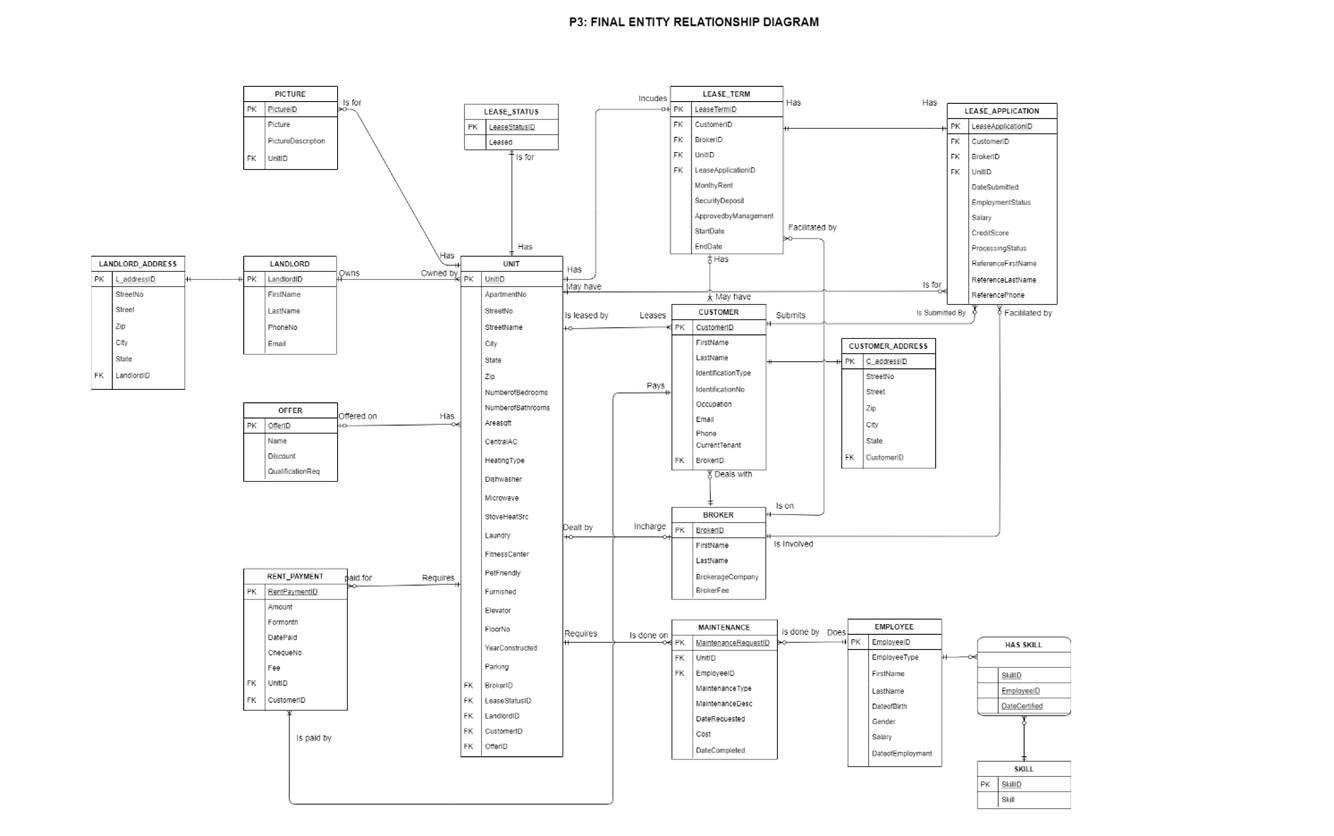 P3: FINAL ENTITY RELATIONSHIP DIAGRAM
PICTURE
PK PictureID
Picture
PictureDescription
FK UnitID
Is for
Has
LEASE_STATUS
PK LeaseStatusID
Leased
Is for
Has
LEASE_TERM
PK LeaseTermID
FK CustomerID
FK BrokerID
FK UnitID
FK LeaseApplicationID
MonthyRent
SecurityDeposit
ApprovedbyManagement
StartDate
EndDate
Incudes
Has
Has
Has
Facilitated by
Has
May have
LEASE_APPLICATION
PK LeaseApplicationID
FK CustomerID
FK BrokerID
FK UnitID
DateSubmitted
EmploymentStatus
Salary
CreditScore
ProcessingStatus
ReferenceFirstName
ReferenceLastName
ReferencePhone
May have
Is for
Is Submitted By
Facililated by
LANDLORD_ADDRESS
PK L_addressID
StreetNo
Street
Zip
City
State
FK LandlordID
LANDLORD
PK LandlordID
FirstName
LastName
PhoneNo
Email
Owns
Owned by
UNIT
PK UnitID
ApartmentNo
StreetNo
StreetName
City
State
Zip
NumberofBedrooms
NumberofBathrooms
Areasqft
CentralAC
HeatingType
Dishwasher
Microwave
StoveHeatSrc
Laundry
FitnessCenter
PetFriendly
Furnished
Elevator
FloorNo
YearConstructed
Parking
FK BrokerID
FK LeaseStatusID
FK LandlordID
FK CustomerID
FK OfferID
Is leased by
Leases
CUSTOMER
PK CustomerID
FirstName
LastName
IdentificationType
IdentificationNo
Occupation
Email
Phone
CurrentTenant
FK BrokerID
Submits
Pays
Deals with
CUSTOMER_ADDRESS
PK C_addressID
StreetNo
Street
Zip
City
State
FK CustomerID
OFFER
PK OfferID
Name
Discount
QualificationReq
Offered on
Has
BROKER
PK BrokerID
FirstName
LastName
BrokerageCompany
BrokerFee
Dealt by
Incharge
Is on
Is Involved
RENT_PAYMENT
PK RentPaymentID
Amount
Formonth
DatePaid
ChequeNo
Fee
FK UnitID
FK CustomerID
paid for
Requires
Is paid by
MAINTENANCE
PK MaintenanceRequestID
FK UnitID
FK EmployeeID
MaintenanceType
MaintenanceDesc
DateRequested
Cost
DateCompleted
Requires
Is done on
is done by
Does
EMPLOYEE
PK EmployeeID
EmployeeType
FirstName
LastName
DateofBirth
Gender
Salary
DateofEmployment
HAS SKILL
SkillID
EmployeeID
DateCertified
SKILL
PK SkillID
Skill